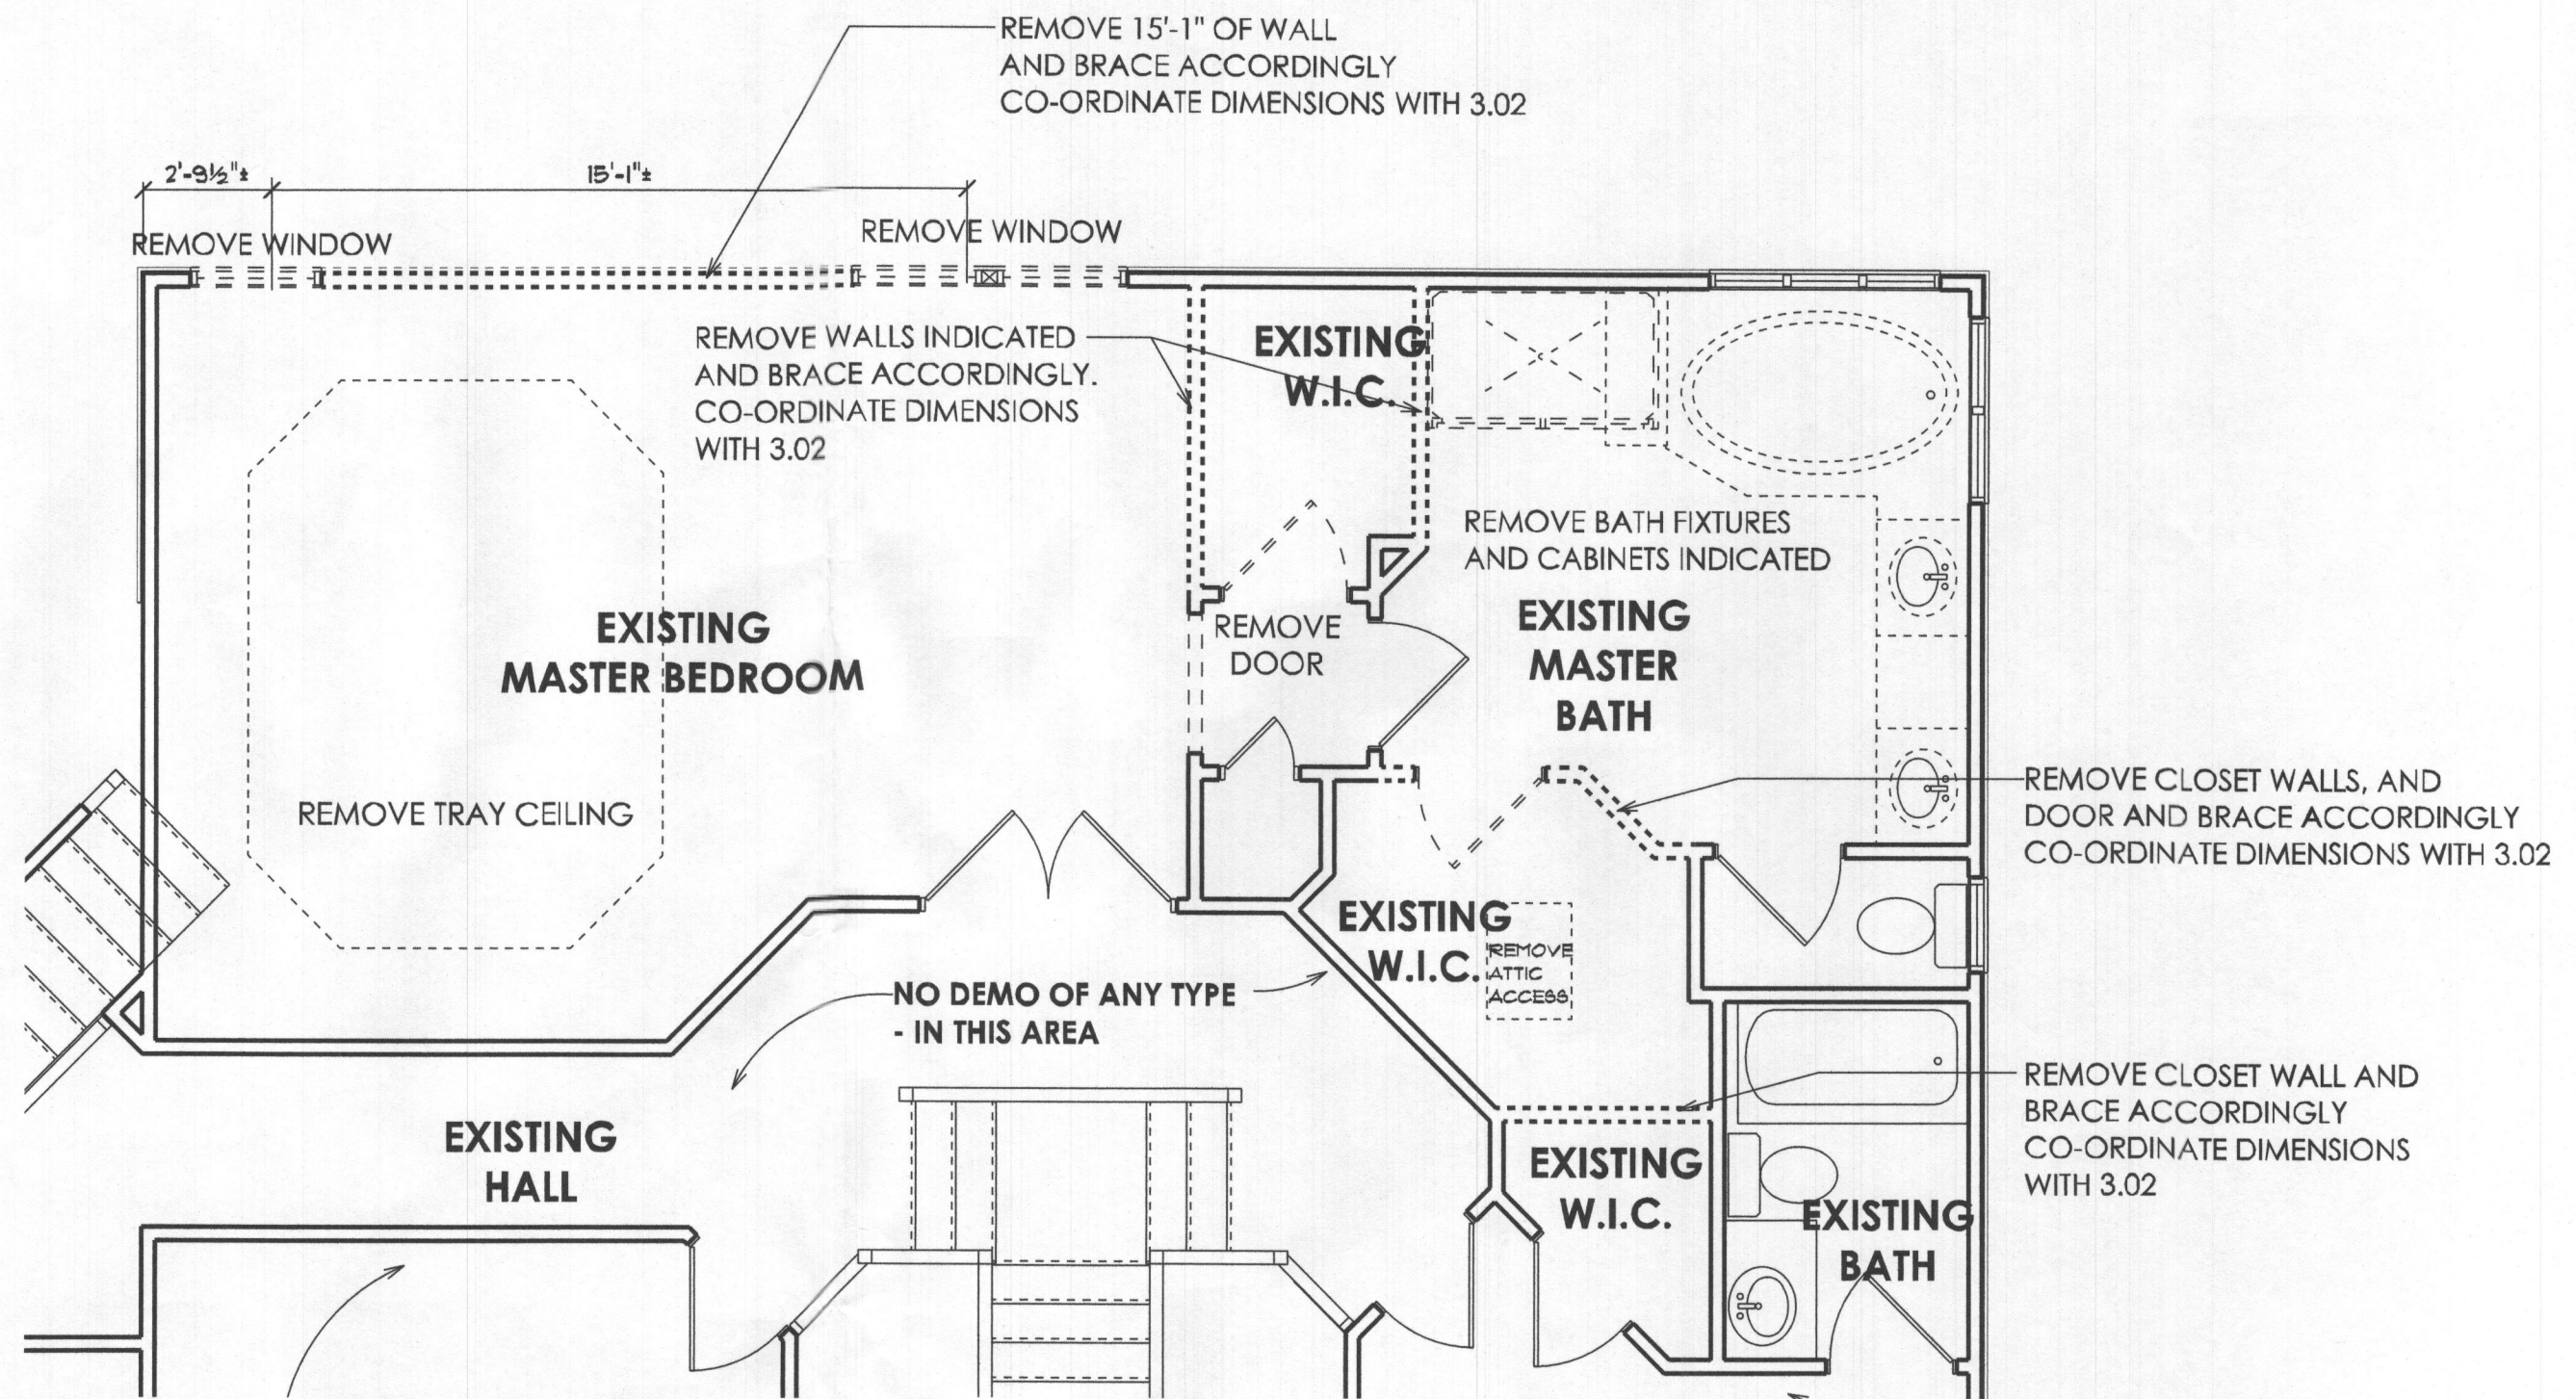 REMOVE 15'-1" OF WALL
AND BRACE ACCORDINGLY
CO-ORDINATE DIMENSIONS WITH 3.02
2'-9½"±
15'-1"±
REMOVE WINDOW
REMOVE WINDOW
REMOVE WALLS INDICATED
AND BRACE ACCORDINGLY.
CO-ORDINATE DIMENSIONS
WITH 3.02
EXISTING
W.I.C.
REMOVE BATH FIXTURES
AND CABINETS INDICATED
EXISTING
MASTER BEDROOM
REMOVE
DOOR
EXISTING
MASTER
BATH
REMOVE TRAY CEILING
REMOVE CLOSET WALLS, AND
DOOR AND BRACE ACCORDINGLY
CO-ORDINATE DIMENSIONS WITH 3.02
EXISTING
W.I.C.
REMOVE
ATTIC
ACCESS
NO DEMO OF ANY TYPE
- IN THIS AREA
REMOVE CLOSET WALL AND
BRACE ACCORDINGLY
CO-ORDINATE DIMENSIONS
WITH 3.02
EXISTING
HALL
EXISTING
W.I.C.
EXISTING
BATH